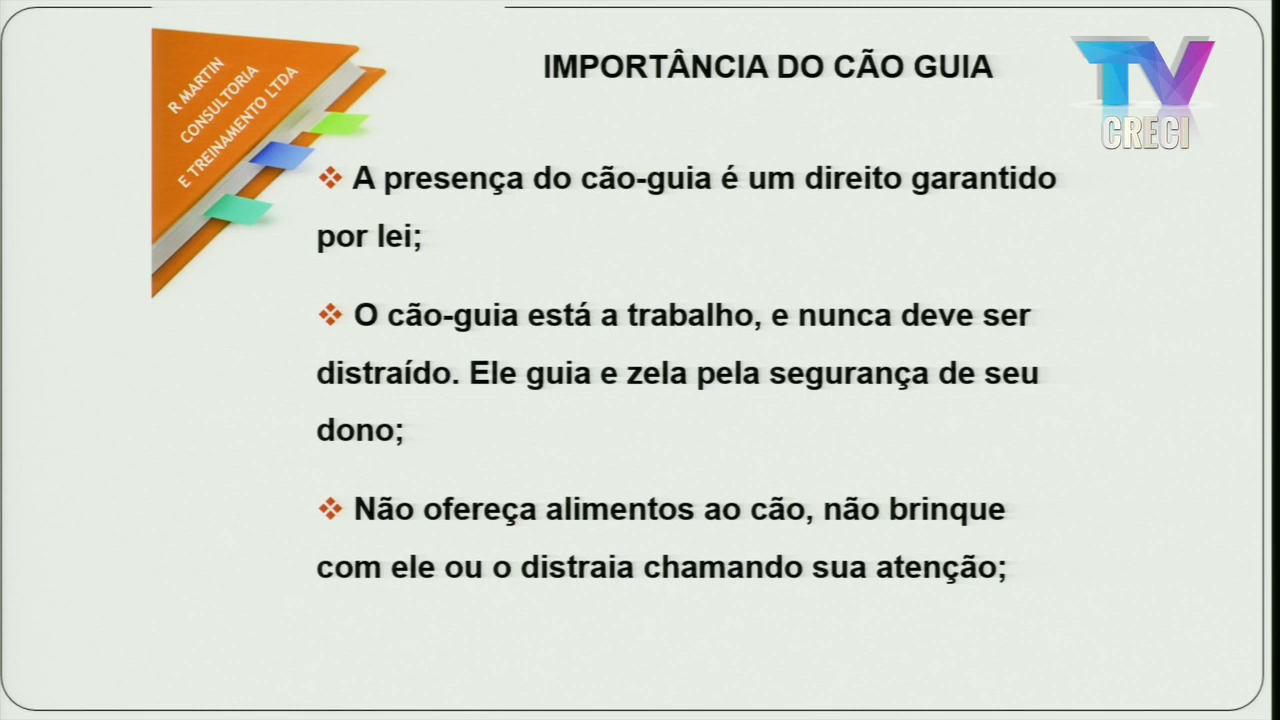 IMPORTÂNCIA DO CÃO GUIA
TV
CRECI
R MARTIN
CONSULTORIA
E TREINAMENTO LTDA
❖ A presença do cão-guia é um direito garantido
por lei;
❖ O cão-guia está a trabalho, e nunca deve ser
distraído. Ele guia e zela pela segurança de seu
dono;
❖ Não ofereça alimentos ao cão, não brinque
com ele ou o distraia chamando sua atenção;